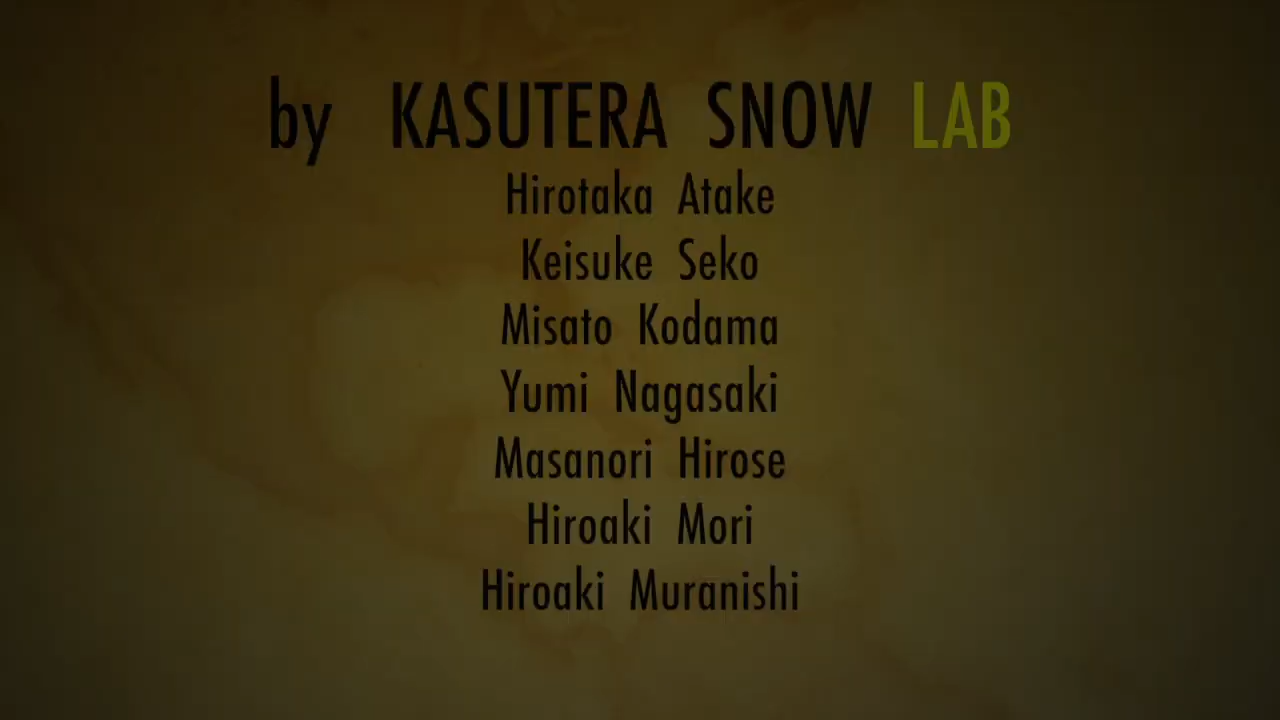 by KASUTERA SNOW LAB
Hirotaka Atake
Keisuke Seko
Misato Kodama
Yumi Nagasaki
Masanori Hirose
Hiroaki Mori
Hiroaki Muranishi